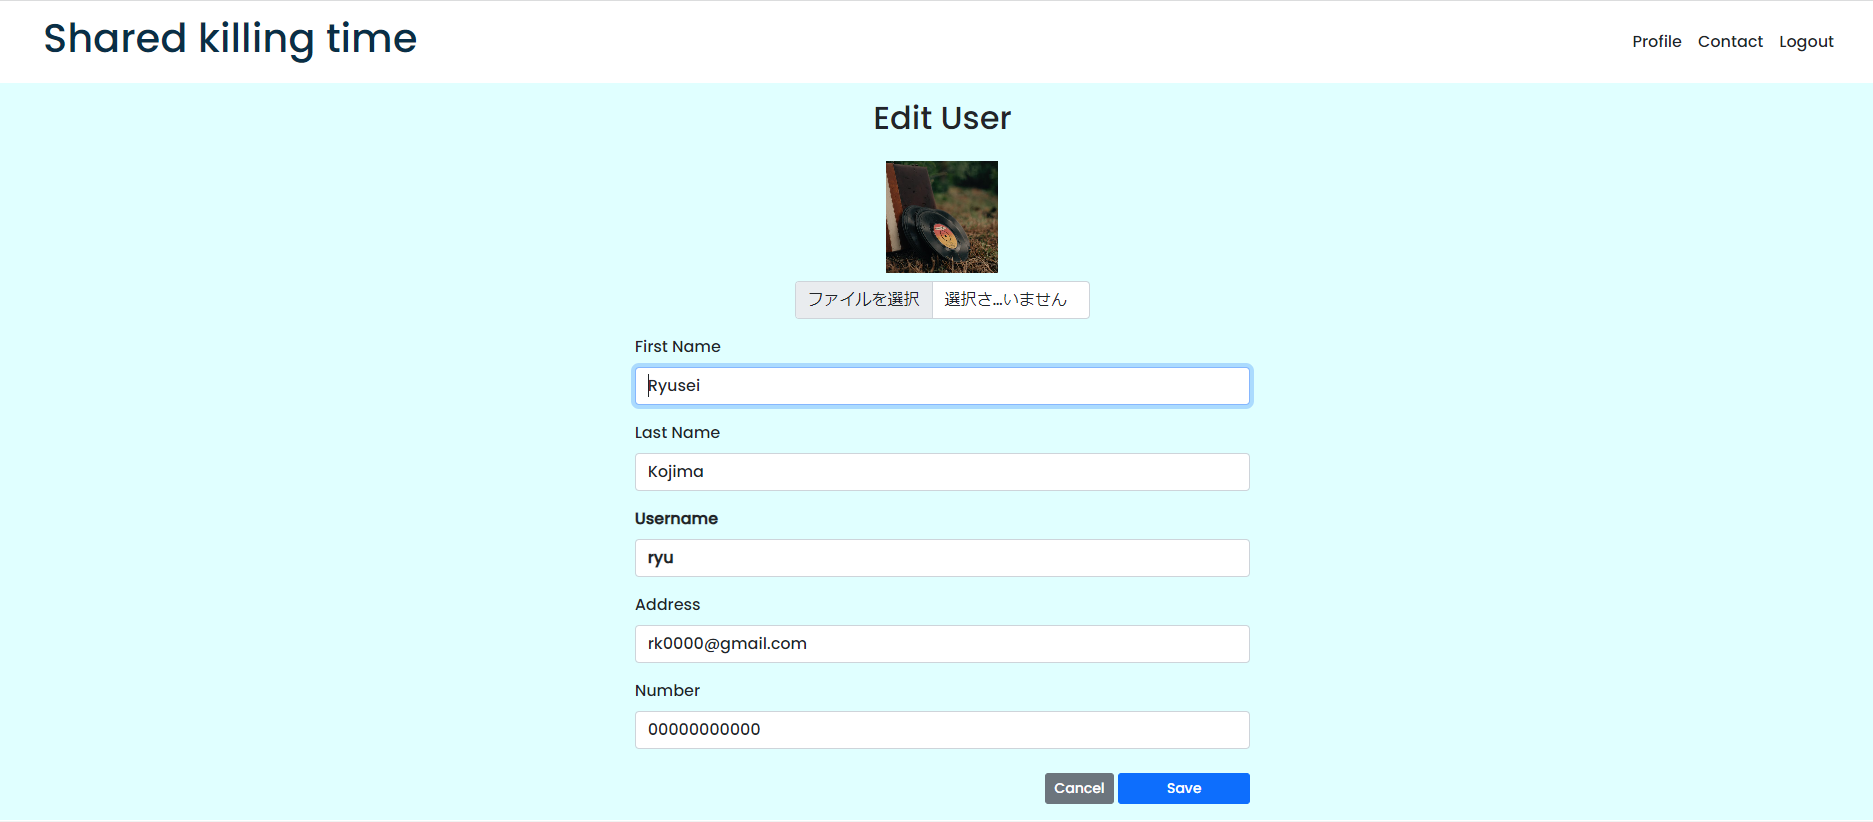 Shared killing time
Profile Contact Logout
Edit User
ファイルを選択 選択さ...いません
First Name
Ryusei
Last Name
Kojima
Username
ryu
Address
rk0000@gmail.com
Number
00000000000
Cancel Save